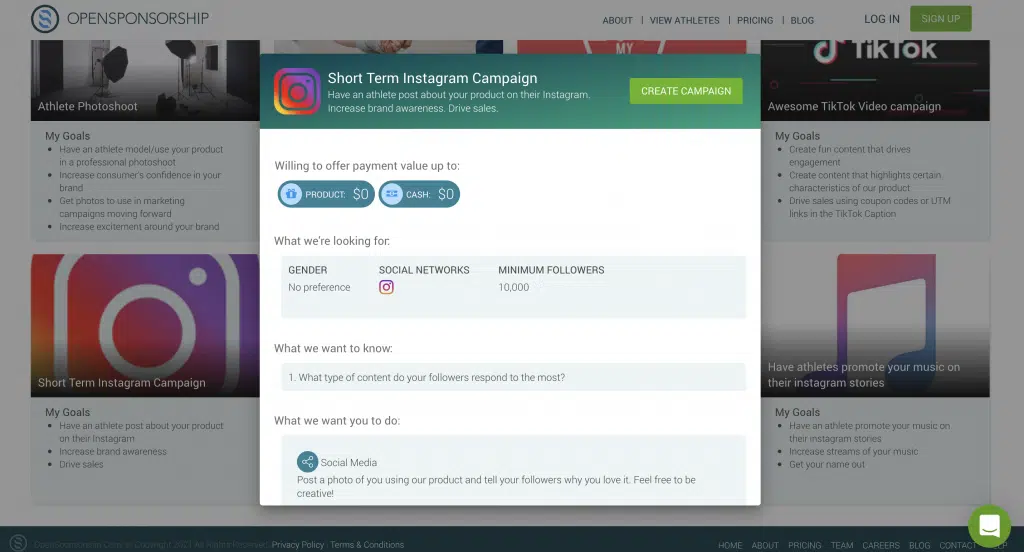 OPENSPONSORSHIP
ABOUT | VIEW ATHLETES | PRICING | BLOG
LOG IN
SIGN UP
Athlete Photoshoot
My Goals
Have an athlete model/use your product
in a professional photoshoot
Increase consumer's confidence in your
brand
Get photos to use in marketing
campaigns moving forward
Increase excitement around your brand
MY
TikTok
Awesome TikTok Video campaign
My Goals
Create fun content that drives
engagement
Create content that highlights certain
characteristics of our product
Drive sales using coupon codes or UTM
links in the TikTok Caption
Short Term Instagram Campaign
Have an athlete post about your product on their Instagram.
Increase brand awareness. Drive sales.
CREATE CAMPAIGN
Willing to offer payment value up to:
PRODUCT: $0
CASH: $0
What we're looking for:
GENDER SOCIAL NETWORKS MINIMUM FOLLOWERS
No preference 10,000
What we want to know:
1. What type of content do your followers respond to the most?
What we want you to do:
Social Media
Post a photo of you using our product and tell your followers why you love it. Feel free to be
creative!
Short Term Instagram Campaign
My Goals
Have an athlete post about your product
on their Instagram
Increase brand awareness
Drive sales
Have athletes promote your music on
their instagram stories
My Goals
Have an athlete promote your music on
their instagram stories
Increase streams of your music
Get your name out
Privacy Policy | Terms & Conditions
HOME ABOUT PRICING TEAM CAREERS BLOG CONTACT